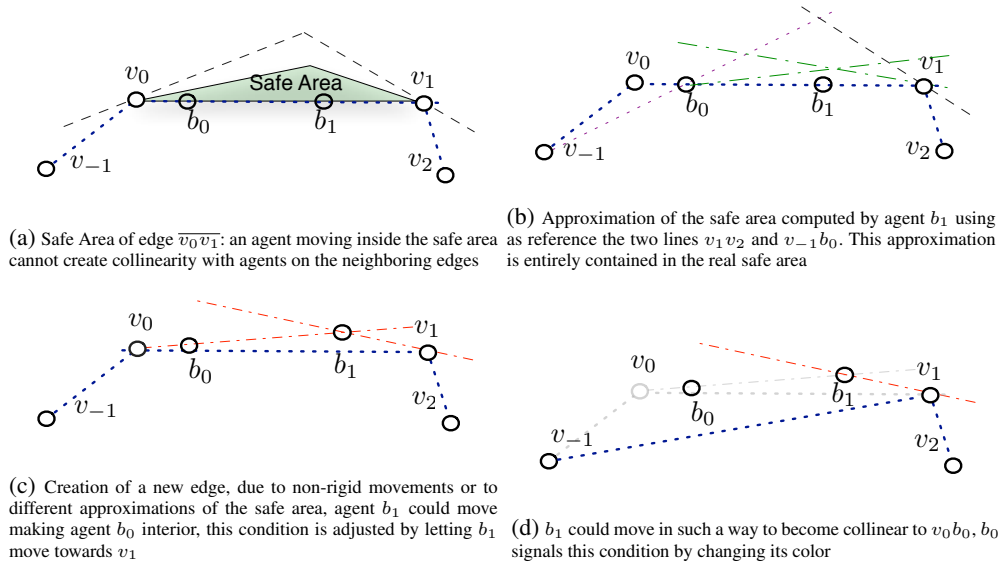 v₀
Safe Area
v₁
b₀
b₁
v₋₁
v₂
(a) Safe Area of edge v₀v₁: an agent moving inside the safe area
cannot create collinearity with agents on the neighboring edges
v₀
v₁
b₀
b₁
v₋₁
v₂
(b) Approximation of the safe area computed by agent b₁ using
as reference the two lines v₁v₂ and v₋₁b₀. This approximation
is entirely contained in the real safe area
v₀
v₁
b₀
b₁
v₋₁
v₂
(c) Creation of a new edge, due to non-rigid movements or to
different approximations of the safe area, agent b₁ could move
making agent b₀ interior, this condition is adjusted by letting b₁
move towards v₁
v₀
v₁
b₀
b₁
v₋₁
v₂
(d) b₁ could move in such a way to become collinear to v₀b₀, b₀
signals this condition by changing its color